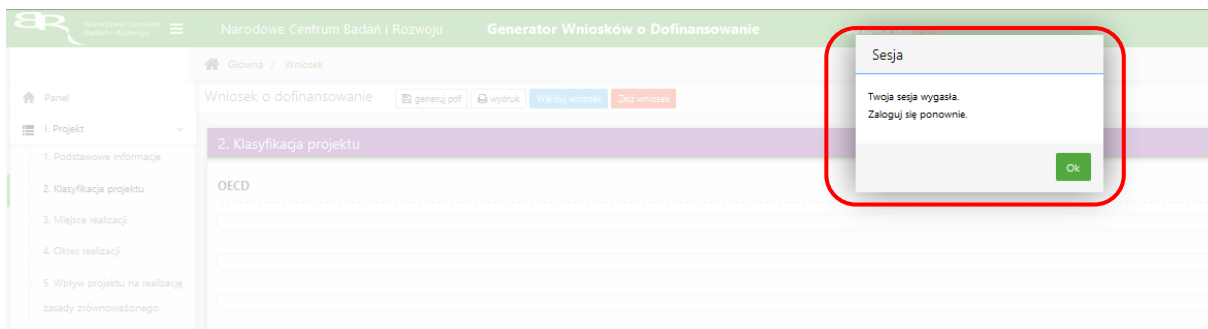 Narodowe Centrum
Badań i Rozwoju
Narodowe Centrum Badań i Rozwoju
Generator Wniosków o Dofinansowanie
Główna / Wniosek
Panel
I. Projekt
1. Podstawowe informacje
2. Klasyfikacja projektu
3. Miejsce realizacji
4. Okres realizacji
5. Wpływ projektu na realizację
zasady zrównoważonego
Wniosek o dofinansowanie
generuj pdf
wydruk
Waliduj wniosek
Złóż wniosek
2. Klasyfikacja projektu
OECD
Sesja
Twoja sesja wygasła.
Zaloguj się ponownie.
Ok